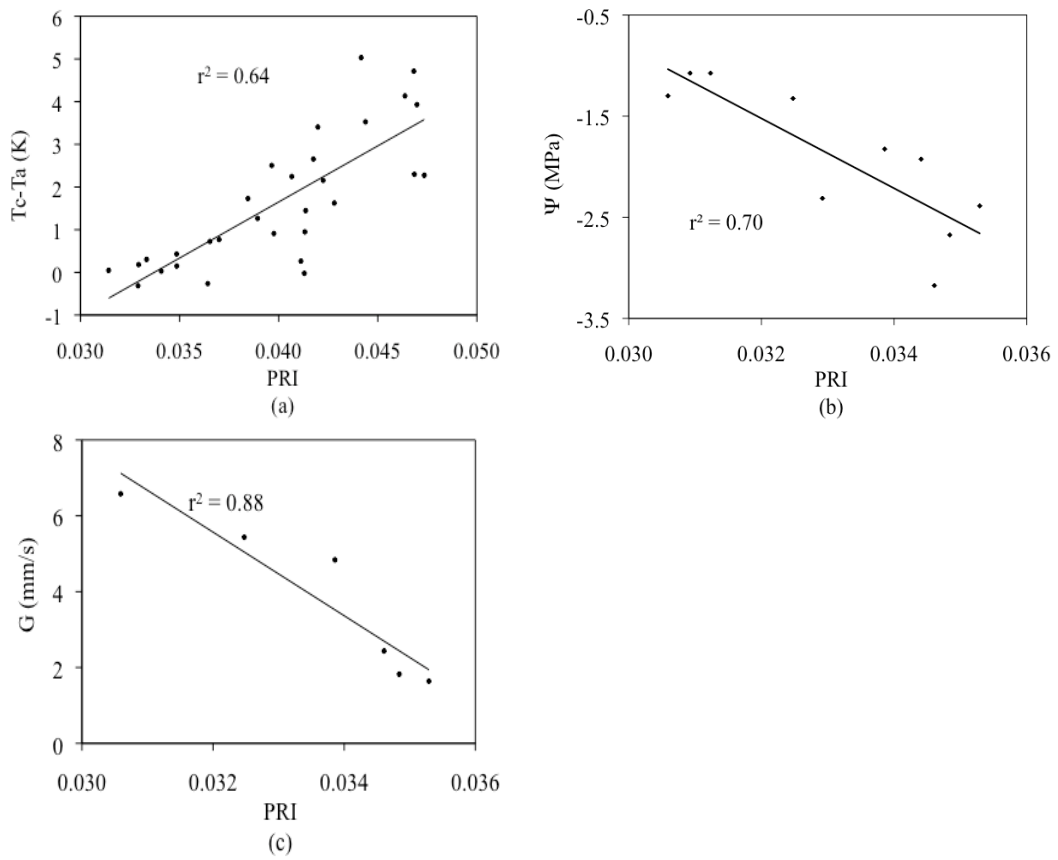 6
5
4
3
2
1
0
-1
Tc-Ta (K)
r² = 0.64
0.030 0.035 0.040 0.045 0.050
PRI
(a)
-0.5
-1.5
-2.5
-3.5
Ψ (MPa)
r² = 0.70
0.030 0.032 0.034 0.036
PRI
(b)
8
6
4
2
0
G (mm/s)
r² = 0.88
0.030 0.032 0.034 0.036
PRI
(c)